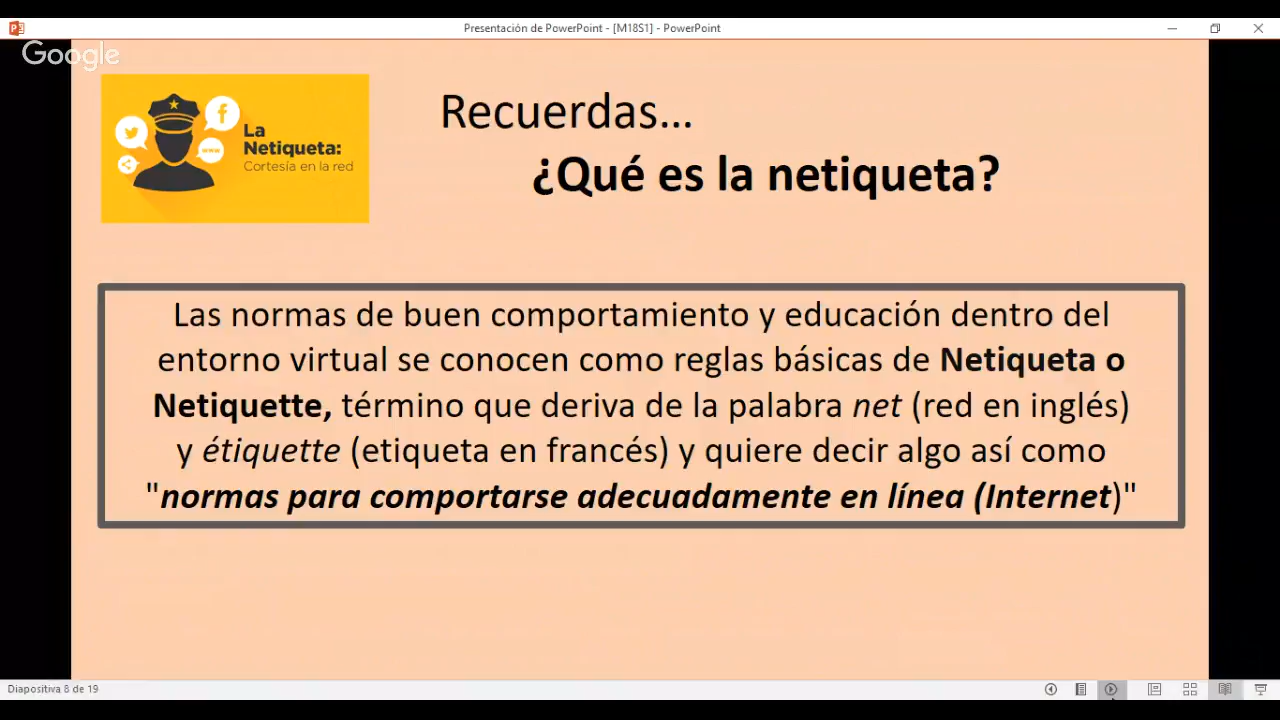 Presentación de PowerPoint - [M18S1] - PowerPoint
Google
La
Netiqueta:
Cortesía en la red
www
Recuerdas...
¿Qué es la netiqueta?
Las normas de buen comportamiento y educación dentro del
entorno virtual se conocen como reglas básicas de Netiqueta o
Netiquette, término que deriva de la palabra net (red en inglés)
y étiquette (etiqueta en francés) y quiere decir algo así como
"normas para comportarse adecuadamente en línea (Internet)"
Diapositiva 8 de 19